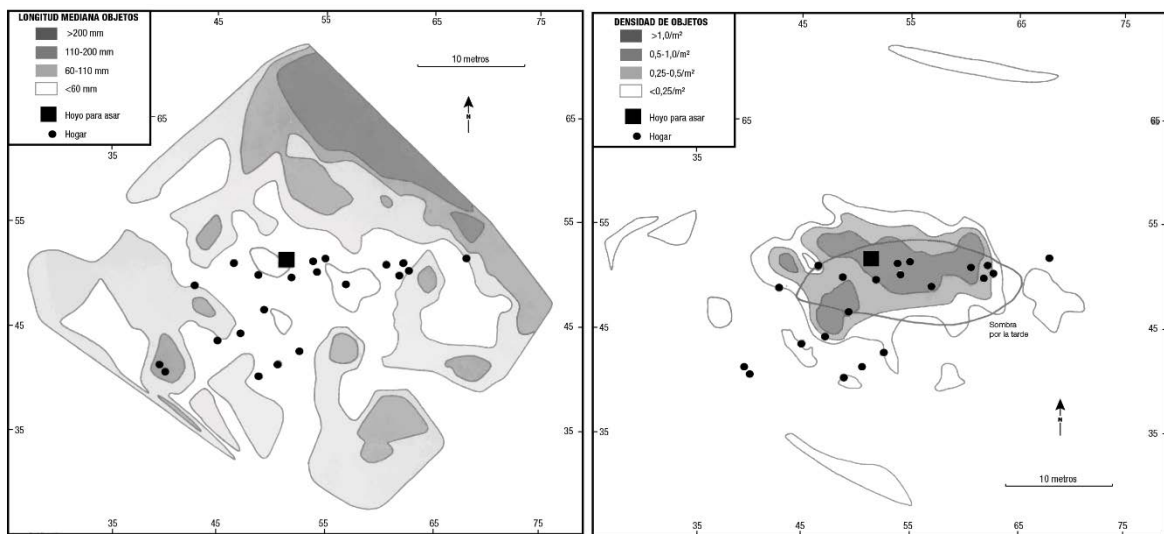 LONGITUD MEDIANA OBJETOS
>200 mm
110-200 mm
60-110 mm
<60 mm
Hoyo para asar
Hogar
45
55
65
10 metros
N
65
35
55
55
45
45
35
35
35
45
55
65
75
DENSIDAD DE OBJETOS
>1,0/m²
0,5-1,0/m²
0,25-0,5/m²
<0,25/m²
Hoyo para asar
Hogar
45
55
65
65
65
35
55
55
45
45
Sombra
por la tarde
N
35
35
10 metros
35
45
55
65
75